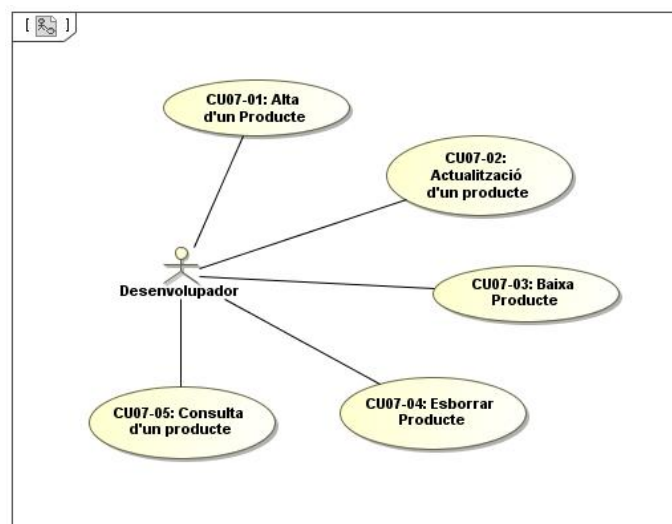 [ ]
CU07-01: Alta
d'un Producte
CU07-02:
Actualització
d'un producte
Desenvolupador
CU07-03: Baixa
Producte
CU07-05: Consulta
d'un producte
CU07-04: Esborrar
Producte